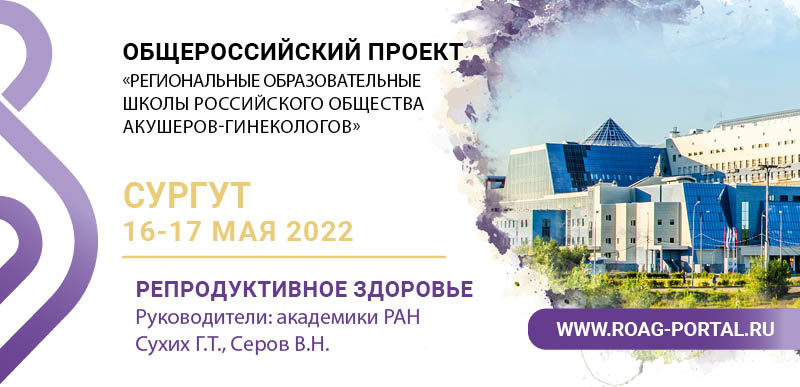 ОБЩЕРОССИЙСКИЙ ПРОЕКТ
«РЕГИОНАЛЬНЫЕ ОБРАЗОВАТЕЛЬНЫЕ
ШКОЛЫ РОССИЙСКОГО ОБЩЕСТВА
АКУШЕРОВ-ГИНЕКОЛОГОВ»
СУРГУТ
16-17 МАЯ 2022
РЕПРОДУКТИВНОЕ ЗДОРОВЬЕ
Руководители: академики РАН
Сухих Г.Т., Серов В.Н.
WWW.ROAG-PORTAL.RU